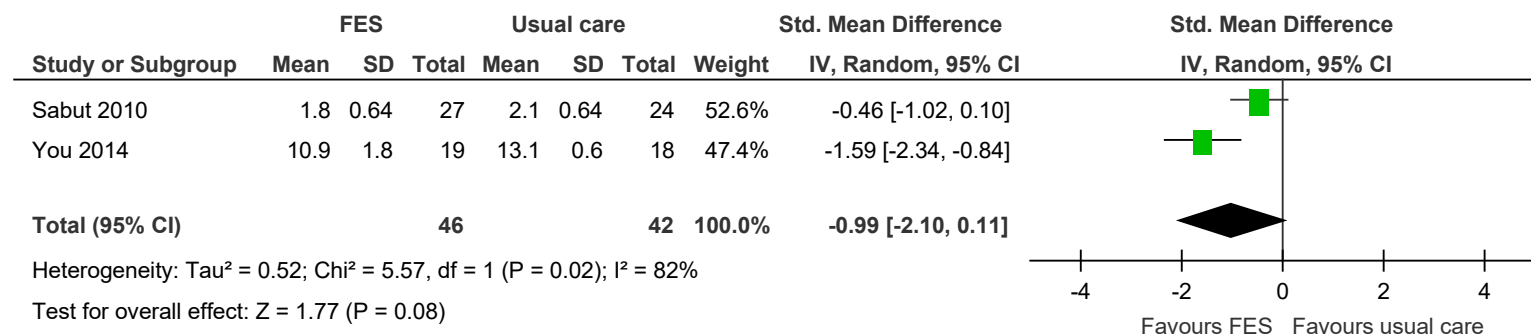 FES Usual care Std. Mean Difference Std. Mean Difference
Study or Subgroup Mean SD Total Mean SD Total Weight IV, Random, 95% CI IV, Random, 95% CI
Sabut 2010 1.8 0.64 27 2.1 0.64 24 52.6% -0.46 [-1.02, 0.10]
You 2014 10.9 1.8 19 13.1 0.6 18 47.4% -1.59 [-2.34, -0.84]
Total (95% CI) 46 42 100.0% -0.99 [-2.10, 0.11]
Heterogeneity: Tau² = 0.52; Chi² = 5.57, df = 1 (P = 0.02); I² = 82%
Test for overall effect: Z = 1.77 (P = 0.08)
-4 -2 0 2 4
Favours FES Favours usual care